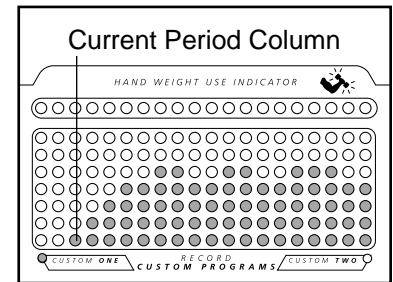 Current Period Column
HAND WEIGHT USE INDICATOR
RECORD
CUSTOM ONE CUSTOM PROGRAMS CUSTOM TWO